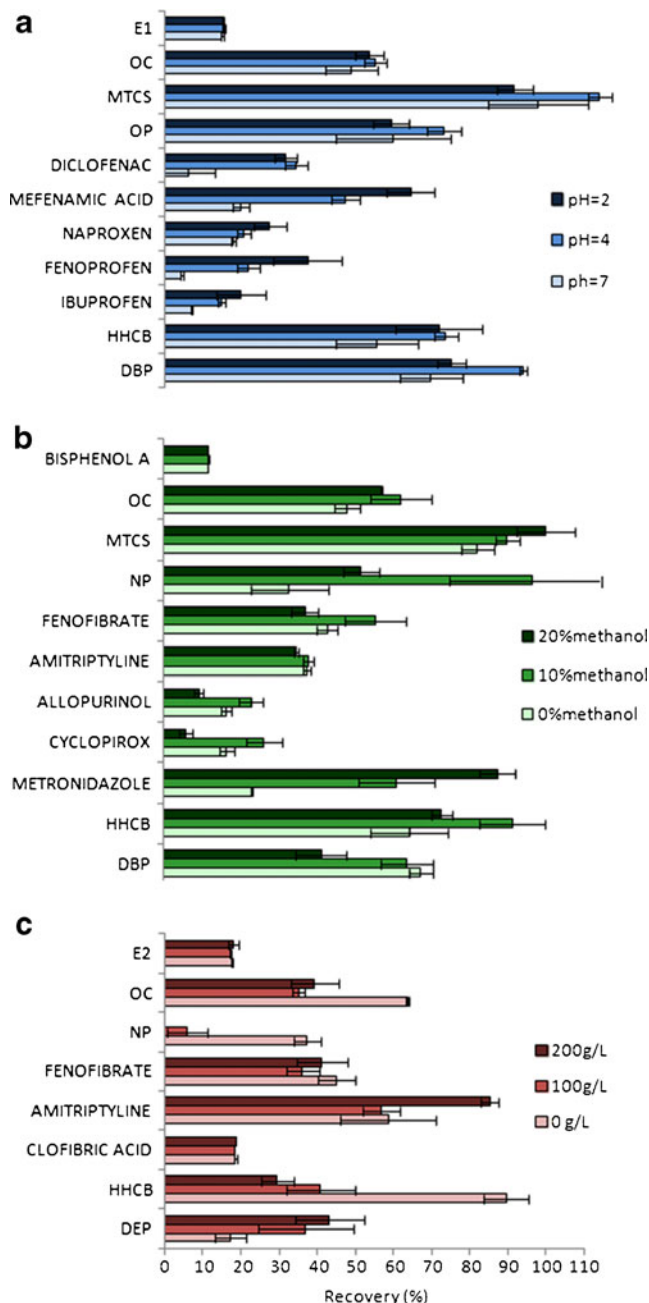 a
E1
OC
MTCS
OP
DICLOFENAC
MEFENAMIC ACID
NAPROXEN
FENOPROFEN
IBUPROFEN
HHCB
DBP
pH=2
pH=4
ph=7
b
BISPHENOL A
OC
MTCS
NP
FENOFIBRATE
AMITRIPTYLINE
ALLOPURINOL
CYCLOPIROX
METRONIDAZOLE
HHCB
DBP
20%methanol
10%methanol
0%methanol
c
E2
OC
NP
FENOFIBRATE
AMITRIPTYLINE
CLOFIBRIC ACID
HHCB
DEP
200g/L
100g/L
0 g/L
0 10 20 30 40 50 60 70 80 90 100 110
Recovery (%)